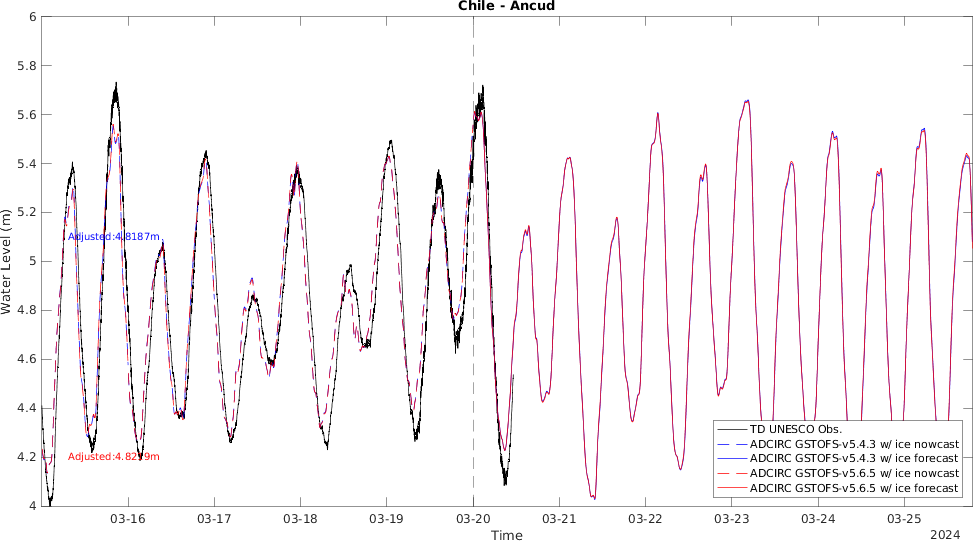 Chile - Ancud
6
5.8
5.6
5.4
5.2
5
4.8
4.6
4.4
4.2
4
Water Level (m)
Adjusted:4.8187m
TD UNESCO Obs.
ADCIRC GSTOFS-v5.4.3 w/ ice nowcast
ADCIRC GSTOFS-v5.4.3 w/ ice forecast
ADCIRC GSTOFS-v5.6.5 w/ ice nowcast
ADCIRC GSTOFS-v5.6.5 w/ ice forecast
03-16
03-17
03-18
03-19
03-20
03-21
03-22
03-23
03-24
03-25
Time
2024